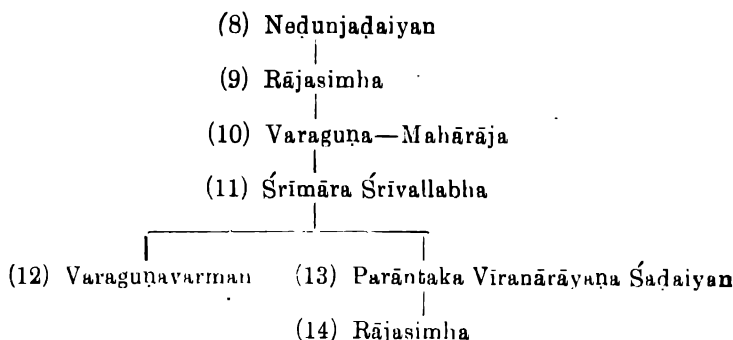 (8) Neḍunjaḍaiyan
(9) Rājasimha
(10) Varaguṇa—Mahārāja
(11) Śrīmāra Śrīvallabha
(12) Varaguṇavarman (13) Parāntaka Vīranārāyaṇa Śaḍaiyan
(14) Rājasimha